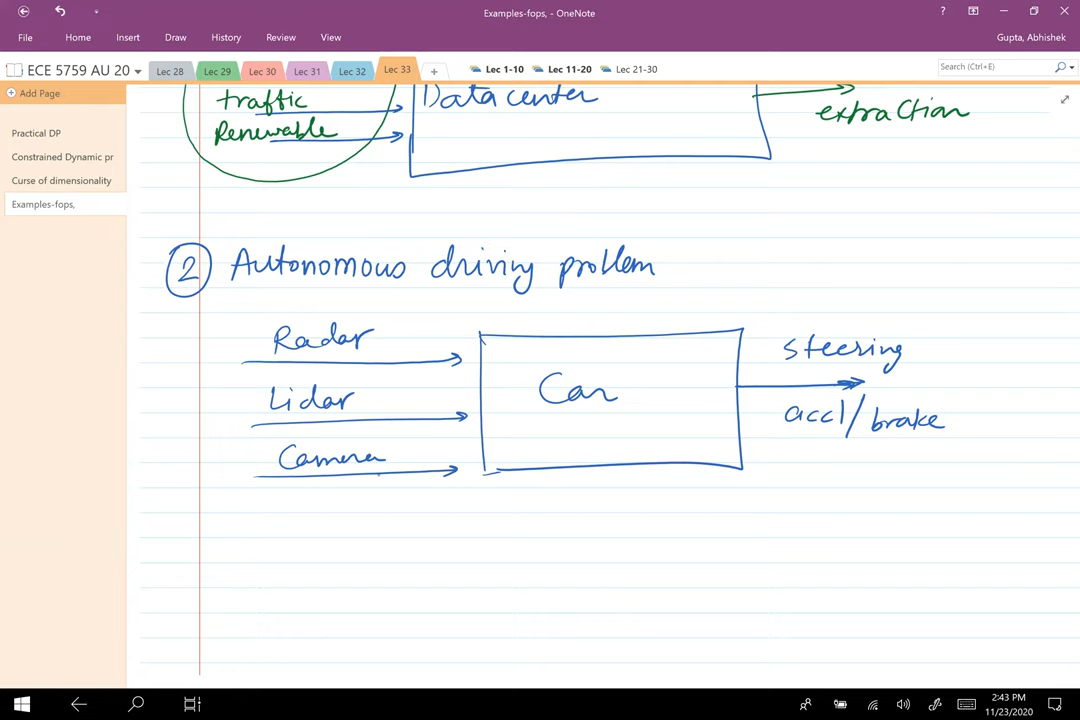 Examples-fops, - OneNote
?
File Home Insert Draw History Review View
Gupta, Abhishek
ECE 5759 AU 20
Lec 28 Lec 29 Lec 30 Lec 31 Lec 32 Lec 33 + Lec 1-10 Lec 11-20 Lec 21-30
Search (Ctrl+E)
Add Page
Practical DP
Constrained Dynamic pr
Curse of dimensionality
Examples-fops,
traffic
Renewable
Datacenter
extraction
2 Autonomous driving problem
Radar
Lidar
Camera
Car
steering
accl/brake
2:43 PM
11/23/2020